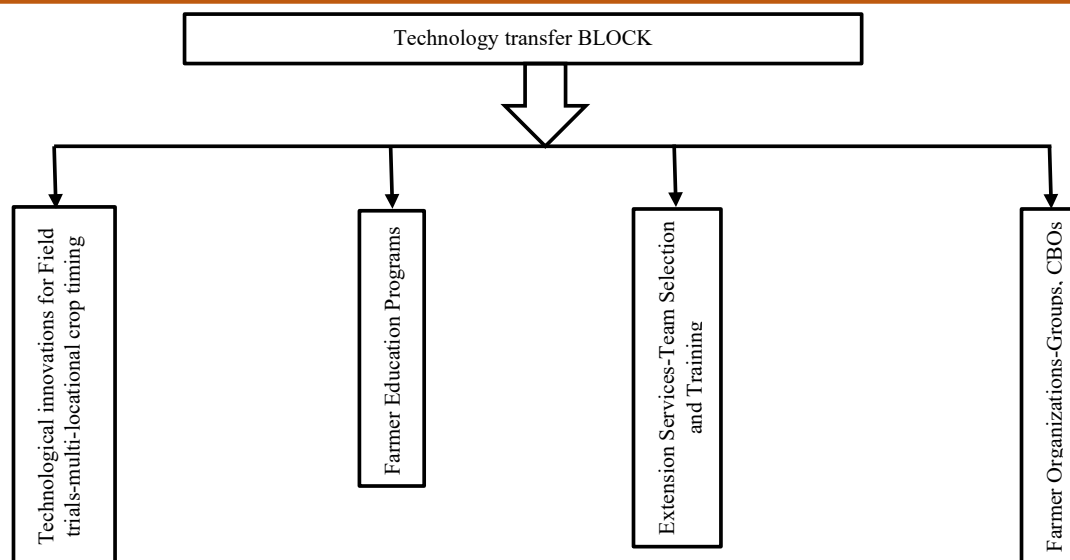 Technology transfer BLOCK
Technological innovations for Field
trials-multi-locational crop timing
Farmer Education Programs
Extension Services-Team Selection
and Training
Farmer Organizations-Groups, CBOs